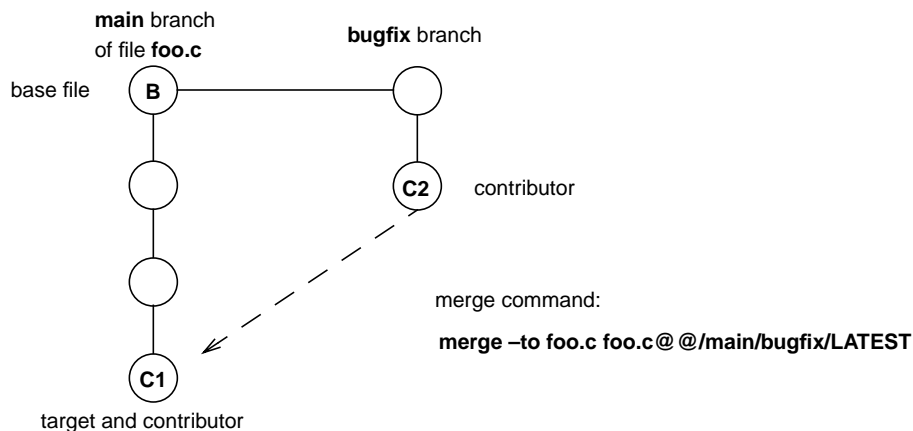 main branch
of file foo.c
bugfix branch
base file
B
C2
contributor
merge command:
merge –to foo.c foo.c@@/main/bugfix/LATEST
C1
target and contributor